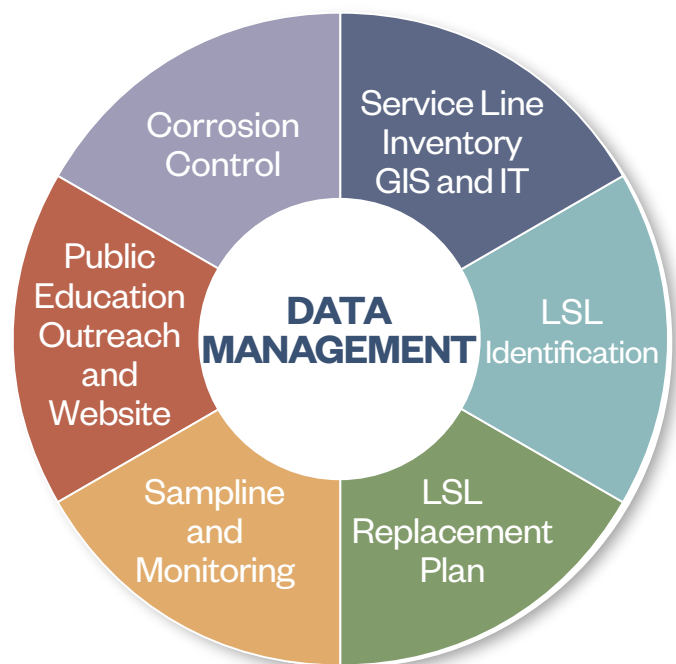 Service Line
Inventory
GIS and IT
LSL
Identification
LSL
Replacement
Plan
Sampline
and
Monitoring
Public
Education
Outreach
and
Website
Corrosion
Control
DATA
MANAGEMENT